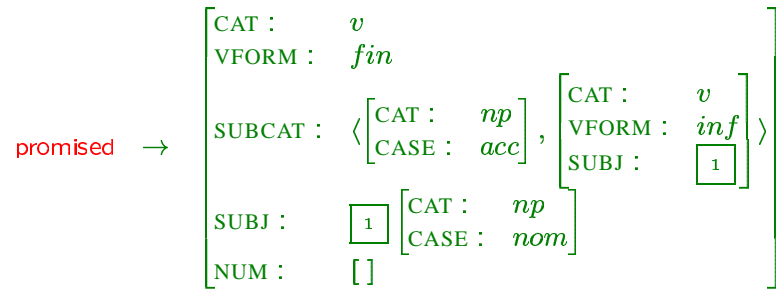 CAT : v
VFORM : fin
CAT : v
CAT : np VFORM : inf
SUBCAT : ⟨ , ⟩
CASE : acc SUBJ : 1
promised →
CAT : np
SUBJ : 1
CASE : nom
NUM : [ ]